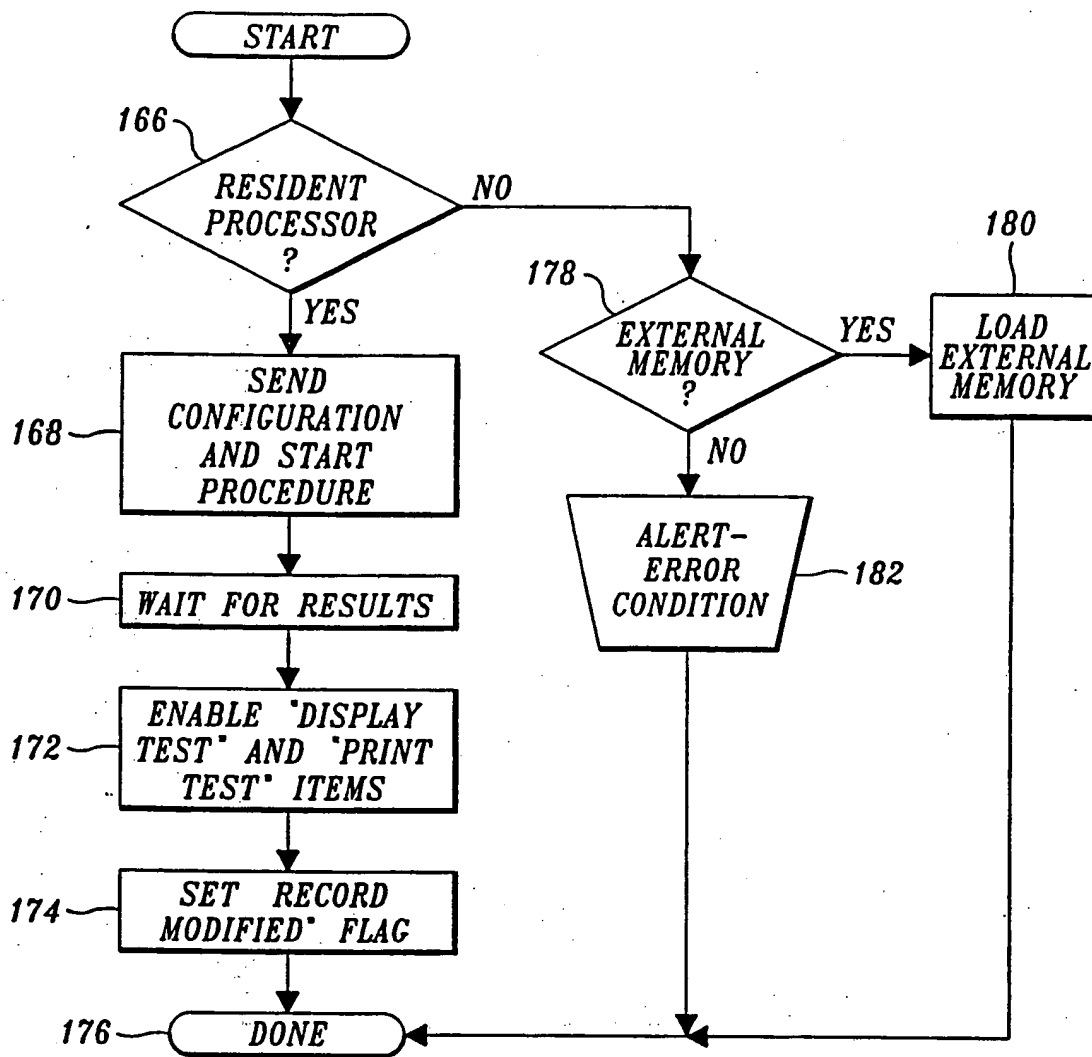 START
166
RESIDENT
PROCESSOR
?
NO
YES
178
EXTERNAL
MEMORY
?
YES
NO
180
LOAD
EXTERNAL
MEMORY
168
SEND
CONFIGURATION
AND START
PROCEDURE
ALERT-
ERROR
CONDITION
182
170
WAIT FOR RESULTS
172
ENABLE "DISPLAY
TEST" AND "PRINT
TEST" ITEMS
174
SET RECORD
MODIFIED" FLAG
176
DONE